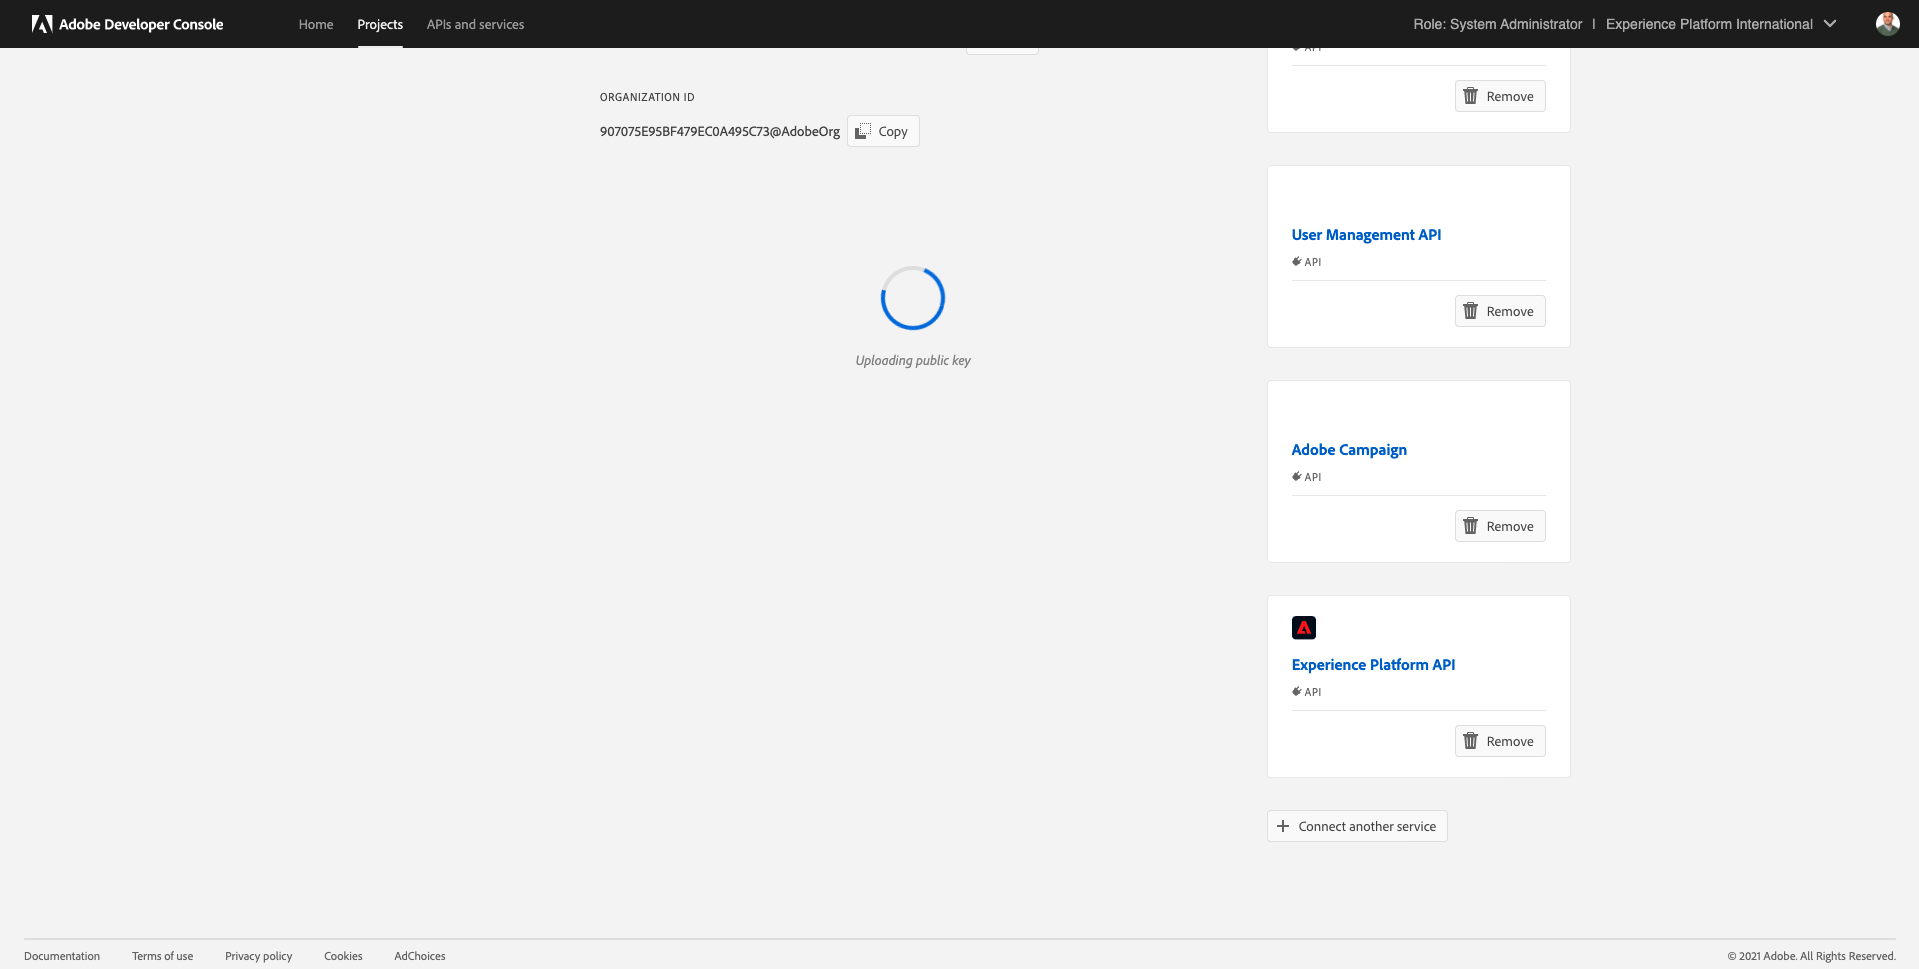 Adobe Developer Console
Home
Projects
APIs and services
Role: System Administrator | Experience Platform International
ORGANIZATION ID
907075E95BF479EC0A495C73@AdobeOrg
Copy
Uploading public key
API
Remove
User Management API
API
Remove
Adobe Campaign
API
Remove
Experience Platform API
API
Remove
Connect another service
Documentation
Terms of use
Privacy policy
Cookies
AdChoices
© 2021 Adobe. All Rights Reserved.